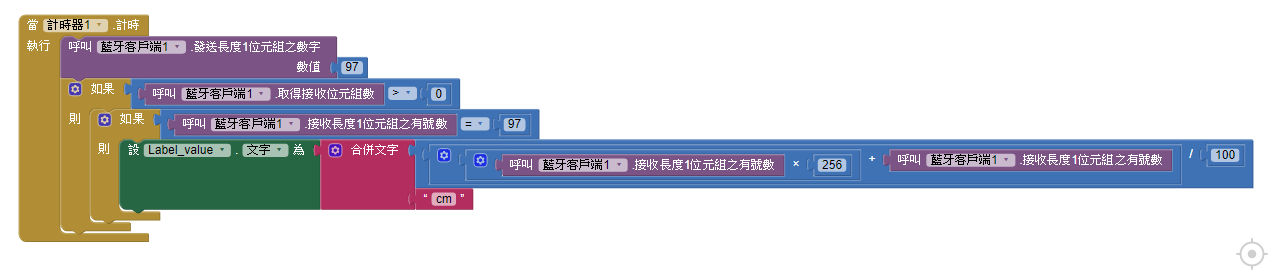 當 計時器1 .計時
執行 呼叫 藍牙客戶端1 .發送長度1位元組之數字
數值 97
如果 呼叫 藍牙客戶端1 .取得接收位元組數 > 0
則 如果 呼叫 藍牙客戶端1 .接收長度1位元組之有號數 = 97
則 設 Label_value . 文字 為 合併文字 呼叫 藍牙客戶端1 .接收長度1位元組之有號數 × 256 + 呼叫 藍牙客戶端1 .接收長度1位元組之有號數 / 100
“ cm ”